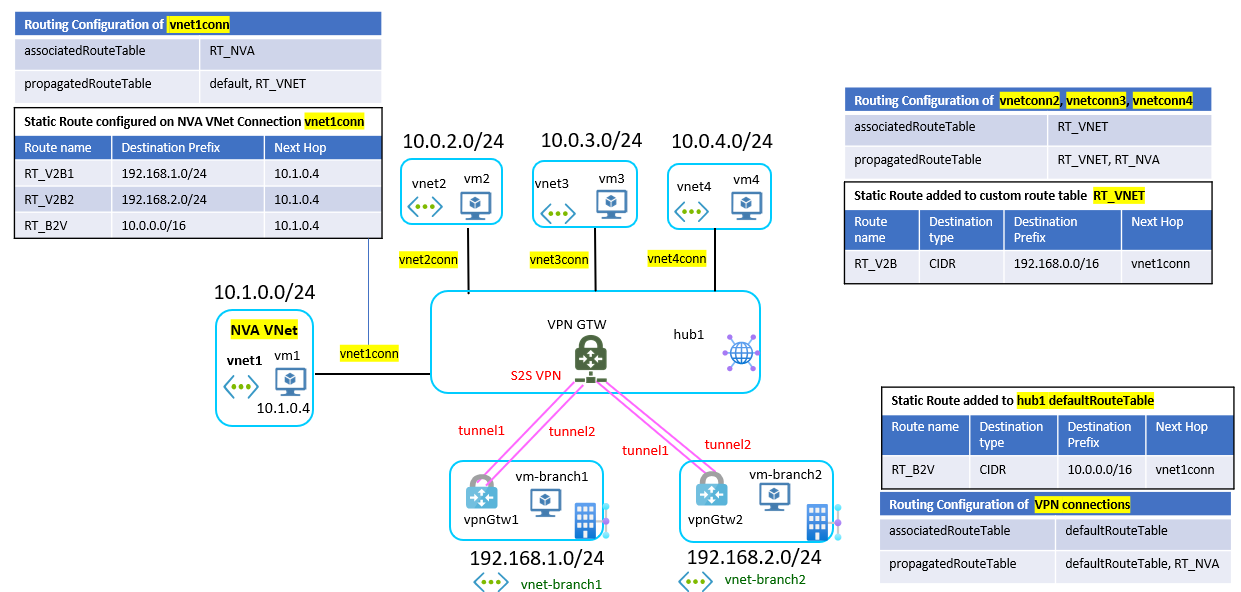 Routing Configuration of vnet1conn
associatedRouteTable RT_NVA
propagatedRouteTable default, RT_VNET
Static Route configured on NVA VNet Connection vnet1conn
Route name Destination Prefix Next Hop
RT_V2B1 192.168.1.0/24 10.1.0.4
RT_V2B2 192.168.2.0/24 10.1.0.4
RT_B2V 10.0.0.0/16 10.1.0.4
Routing Configuration of vnetconn2, vnetconn3, vnetconn4
associatedRouteTable RT_VNET
propagatedRouteTable RT_VNET, RT_NVA
Static Route added to custom route table RT_VNET
Route name Destination type Destination Prefix Next Hop
RT_V2B CIDR 192.168.0.0/16 vnet1conn
10.0.2.0/24
10.0.3.0/24
10.0.4.0/24
vnet2 vm2
vnet3 vm3
vnet4 vm4
vnet2conn
vnet3conn
vnet4conn
10.1.0.0/24
NVA VNet
vnet1 vm1
10.1.0.4
vnet1conn
VPN GTW
hub1
S2S VPN
tunnel1
tunnel2
tunnel1
tunnel2
vm-branch1
vpnGtw1
192.168.1.0/24
vnet-branch1
vm-branch2
vpnGtw2
192.168.2.0/24
vnet-branch2
Static Route added to hub1 defaultRouteTable
Route name Destination type Destination Prefix Next Hop
RT_B2V CIDR 10.0.0.0/16 vnet1conn
Routing Configuration of VPN connections
associatedRouteTable defaultRouteTable
propagatedRouteTable defaultRouteTable, RT_NVA